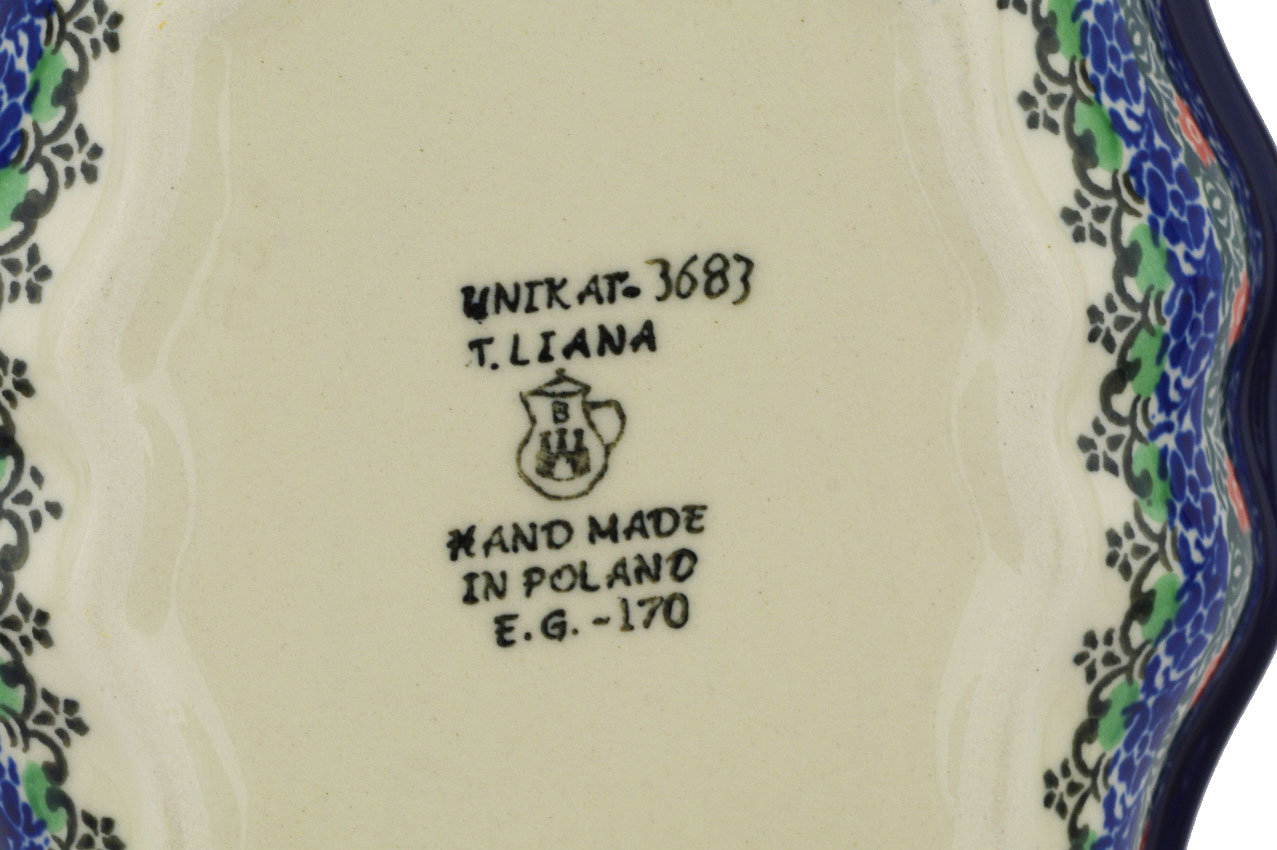 UNIKAT- 3683
T. LIANA
B
HAND MADE
IN POLAND
E.G. -170